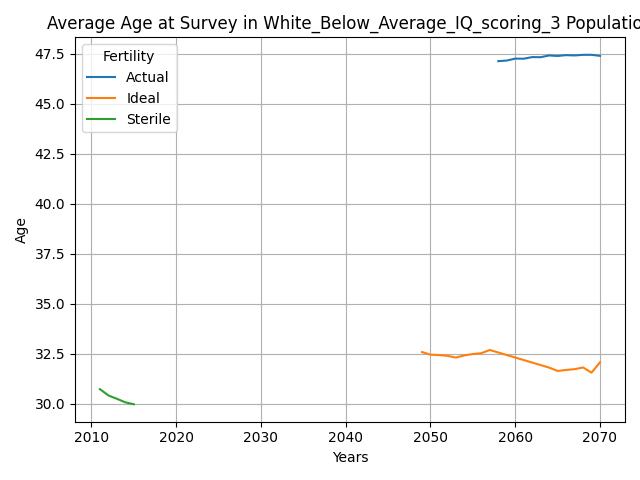 Average Age at Survey in White_Below_Average_IQ_scoring_3 Populatio
47.5
45.0
42.5
40.0
37.5
35.0
32.5
30.0
Age
Fertility
Actual
Ideal
Sterile
2010 2020 2030 2040 2050 2060 2070
Years